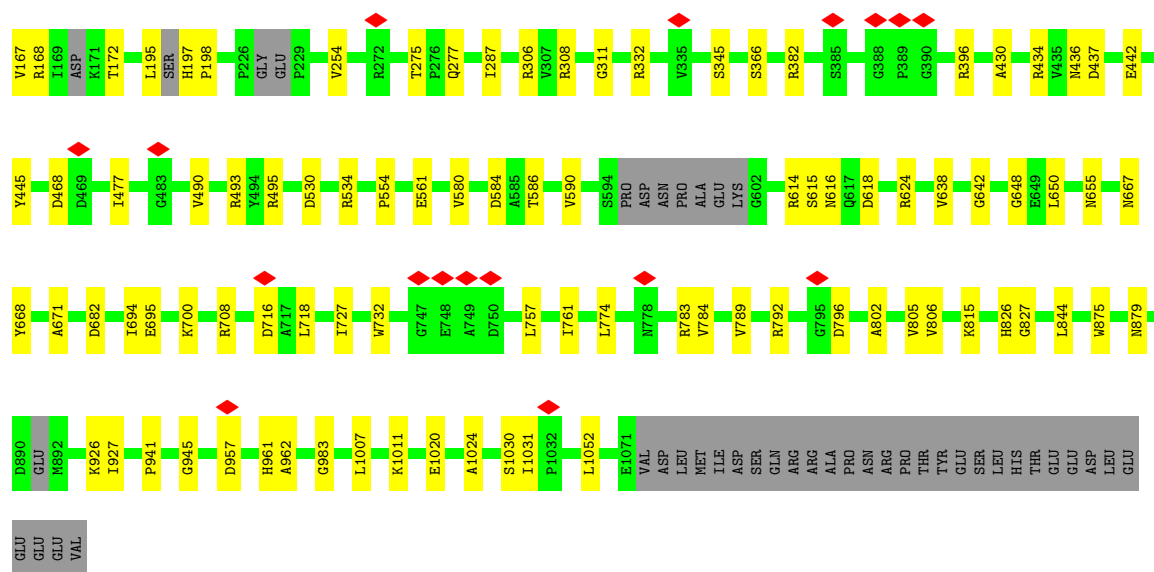 V167 R168 I169 ASP K171 T172 L195 SER H197 P198 P226 GLY GLU P229 V254 R272 T275 P276 Q277 I287 R306 V307 R308 G311 R332 V335 S345 S366 R382 S385 G388 P389 G390 R396 A430 R434 V435 N436 D437 E442
Y445 D468 D469 I477 G483 V490 R493 Y494 R495 D530 R534 P554 E561 V580 D584 A585 T586 V590 S594 PRO ASP ASN PRO ALA GLU LYS G602 R614 S615 N616 Q617 D618 R624 V638 G642 G648 E649 L650 N655 N667
Y668 A671 D682 I694 E695 K700 R708 D716 A717 L718 I727 W732 G747 E748 A749 D750 L757 I761 L774 N778 R783 V784 V789 R792 G795 D796 A802 V805 V806 K815 H826 G827 L844 W875 N879
D890 GLU M892 K926 I927 P941 G945 D957 H961 A962 G983 L1007 K1011 E1020 A1024 S1030 I1031 P1032 L1052 E1071 VAL ASP LEU MET ILE ASP SER GLN ARG ARG ALA PRO ASN ARG PRO THR TYR GLU SER LEU HIS THR GLU GLU ASP LEU GLU
GLU GLU GLU VAL